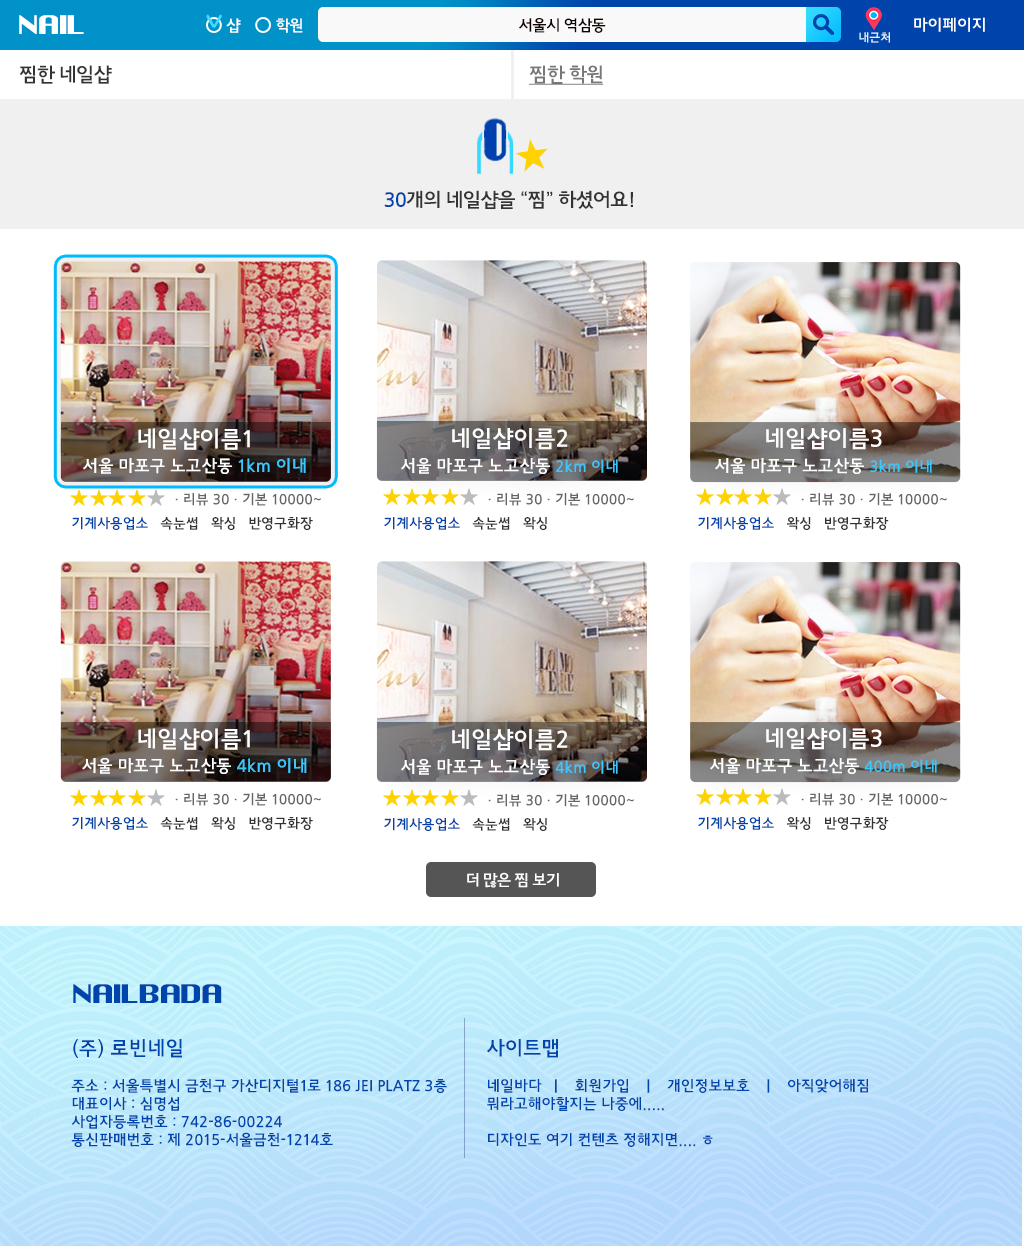 NAIL 샵 학원 서울시 역삼동 내근처 마이페이지
찜한 네일샵 찜한 학원
30개의 네일샵을 “찜” 하셨어요!
LOMO
VERE
네일샵이름1
서울 마포구 노고산동 1km 이내
· 리뷰 30 · 기본 10000~
기계사용업소 속눈썹 왁싱 반영구화장
네일샵이름2
서울 마포구 노고산동 2km 이내
· 리뷰 30 · 기본 10000~
기계사용업소 속눈썹 왁싱
네일샵이름3
서울 마포구 노고산동 3km 이내
· 리뷰 30 · 기본 10000~
기계사용업소 왁싱 반영구화장
네일샵이름1
서울 마포구 노고산동 4km 이내
· 리뷰 30 · 기본 10000~
기계사용업소 속눈썹 왁싱 반영구화장
네일샵이름2
서울 마포구 노고산동 4km 이내
· 리뷰 30 · 기본 10000~
기계사용업소 속눈썹 왁싱
네일샵이름3
서울 마포구 노고산동 400m 이내
· 리뷰 30 · 기본 10000~
기계사용업소 왁싱 반영구화장
더 많은 찜 보기
NAILBADA
(주) 로빈네일
주소 : 서울특별시 금천구 가산디지털1로 186 JEI PLATZ 3층
대표이사 : 심명섭
사업자등록번호 : 742-86-00224
통신판매번호 : 제 2015-서울금천-1214호
사이트맵
네일바다 | 회원가입 | 개인정보보호 | 아직앚어해짐
뭐라고해야할지는 나중에.....
디자인도 여기 컨텐츠 정해지면.... ㅎ